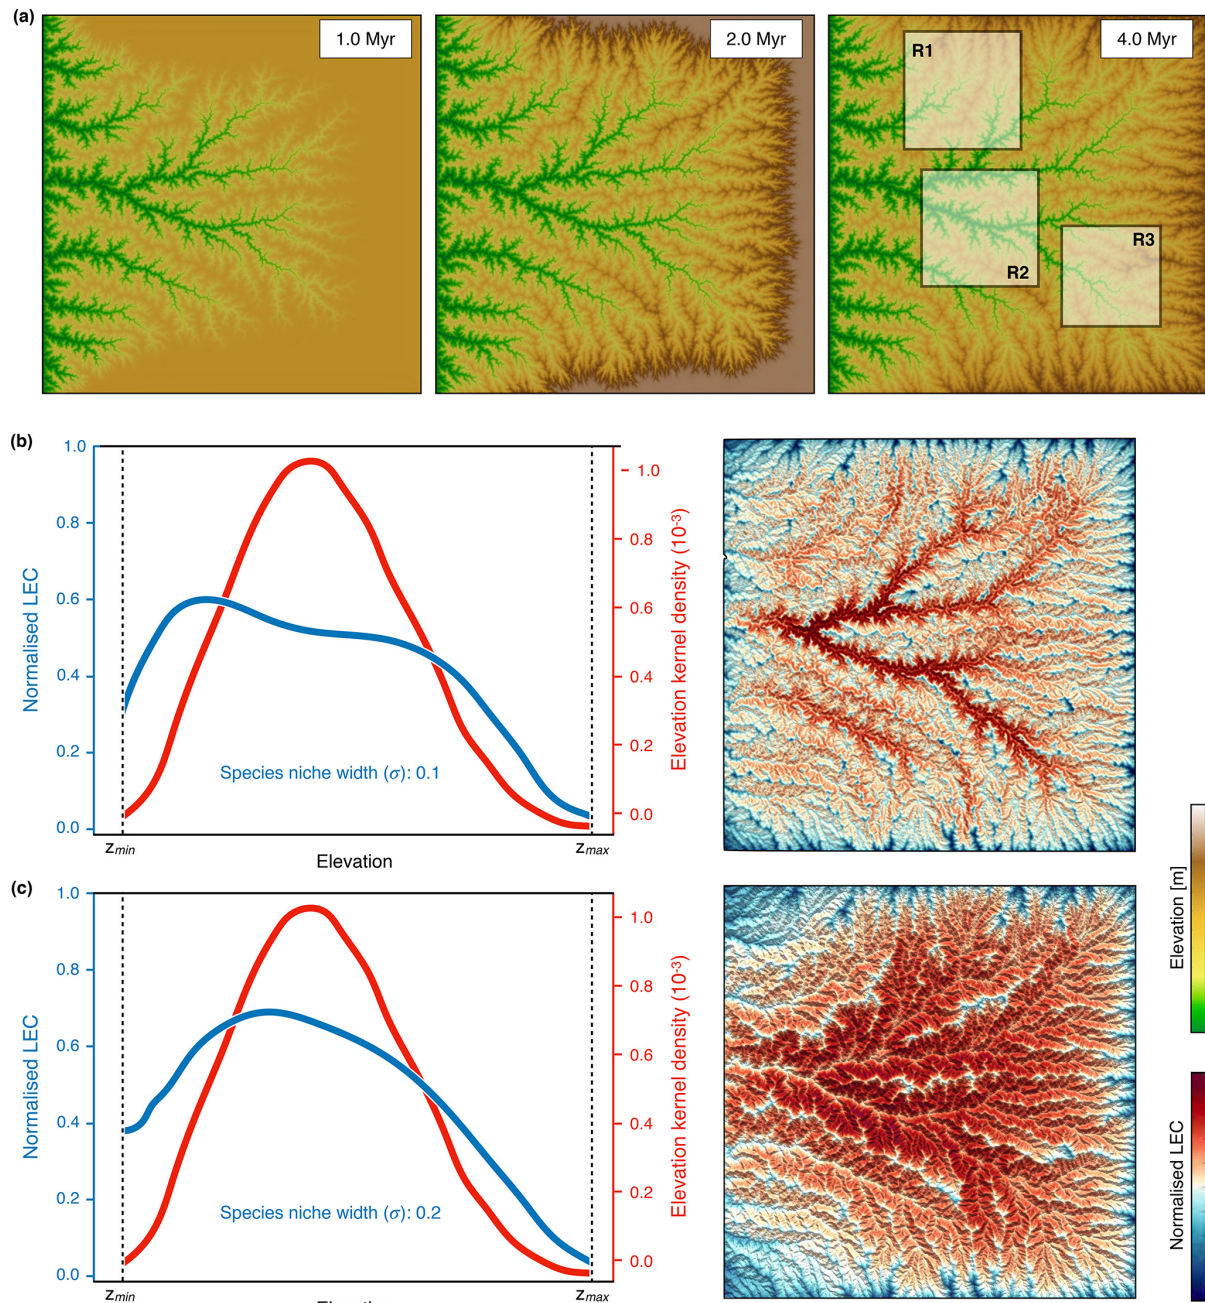 (a)
1.0 Myr
2.0 Myr
4.0 Myr
R1
R2
R3
(b)
1.0
0.8
0.6
0.4
0.2
0.0
Normalised LEC
1.0
0.8
0.6
0.4
0.2
0.0
Elevation kernel density (10-3)
Species niche width (σ): 0.1
zmin
Elevation
zmax
(c)
1.0
0.8
0.6
0.4
0.2
0.0
Normalised LEC
1.0
0.8
0.6
0.4
0.2
0.0
Elevation kernel density (10-3)
Species niche width (σ): 0.2
zmin
zmax
Elevation [m]
Normalised LEC